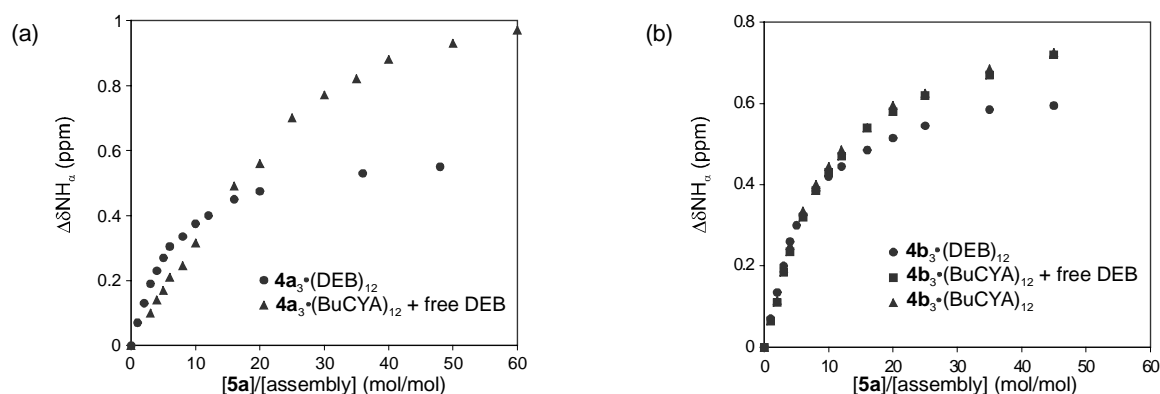 (a)
1
0.8
0.6
0.4
0.2
0
ΔδNHα (ppm)
4a3•(DEB)12
4a3•(BuCYA)12 + free DEB
0 10 20 30 40 50 60
[5a]/[assembly] (mol/mol)
(b)
0.8
0.6
0.4
0.2
0
ΔδNHα (ppm)
4b3•(DEB)12
4b3•(BuCYA)12 + free DEB
4b3•(BuCYA)12
0 10 20 30 40 50 60
[5a]/[assembly] (mol/mol)